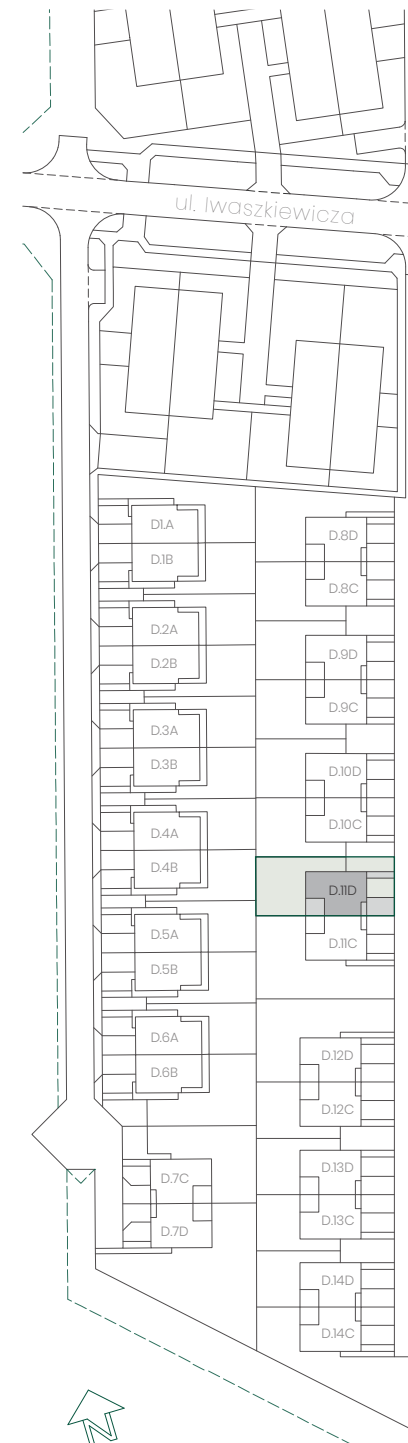 ul. Iwaszkiewicza
D1.A
D.1B
D.2A
D.2B
D.3A
D.3B
D.4A
D.4B
D.5A
D.5B
D.6A
D.6B
D.7C
D.7D
D.8D
D.8C
D.9D
D.9C
D.10D
D.10C
D.11D
D.11C
D.12D
D.12C
D.13D
D.13C
D.14D
D.14C
N